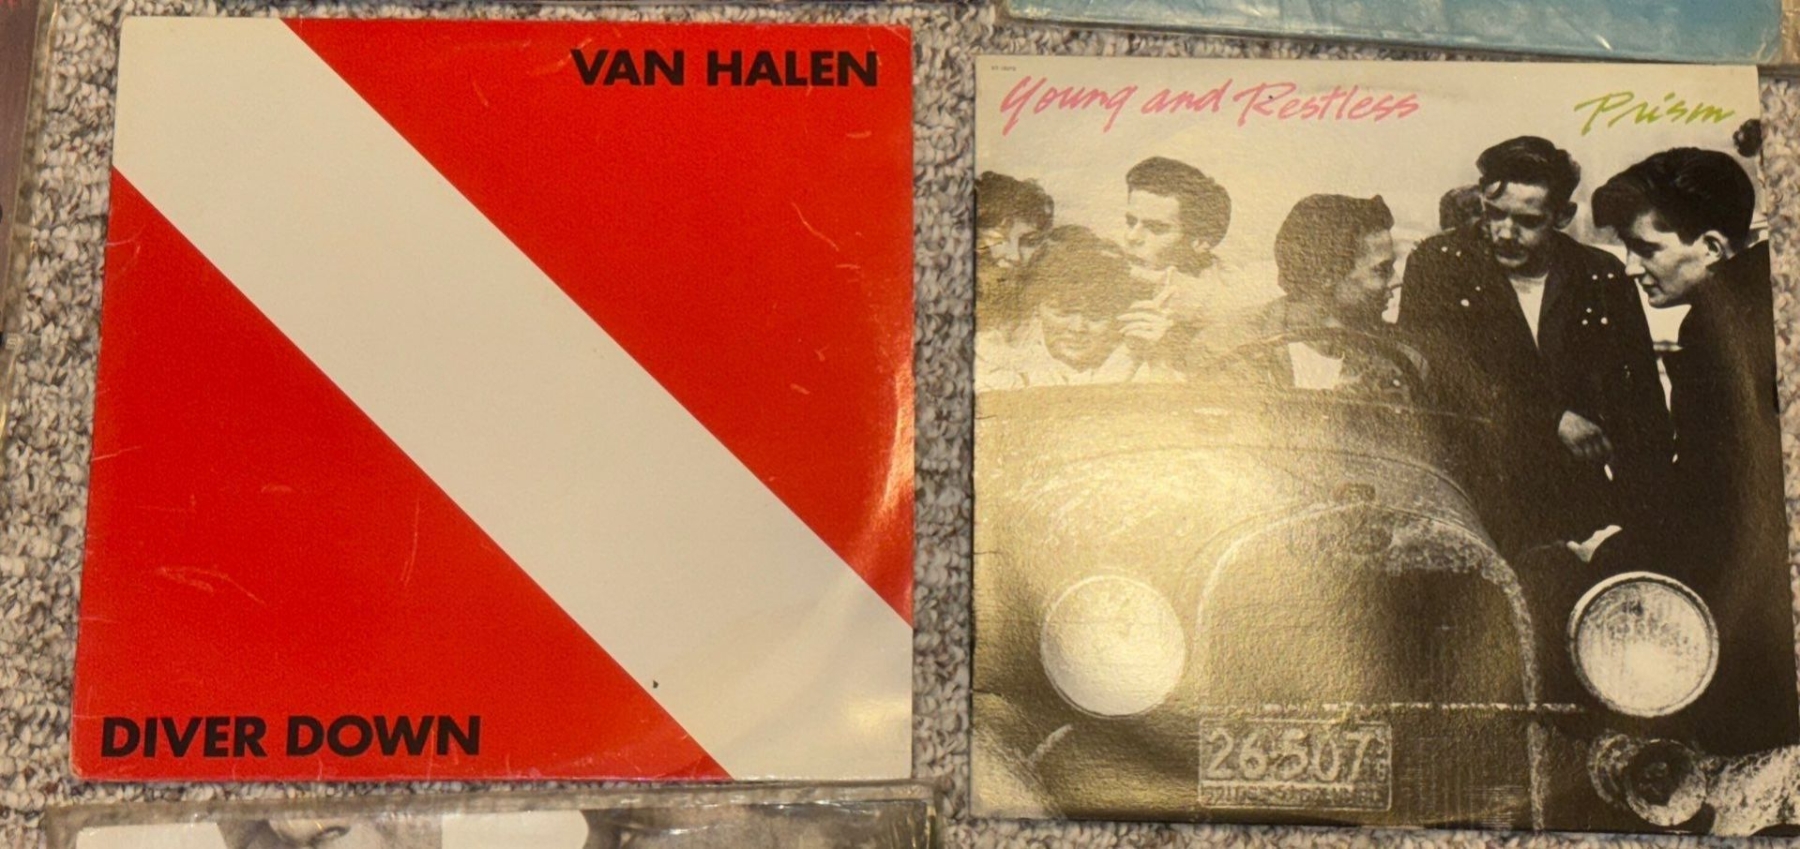 VAN HALEN
DIVER DOWN
Young and Restless
Prism
26·507